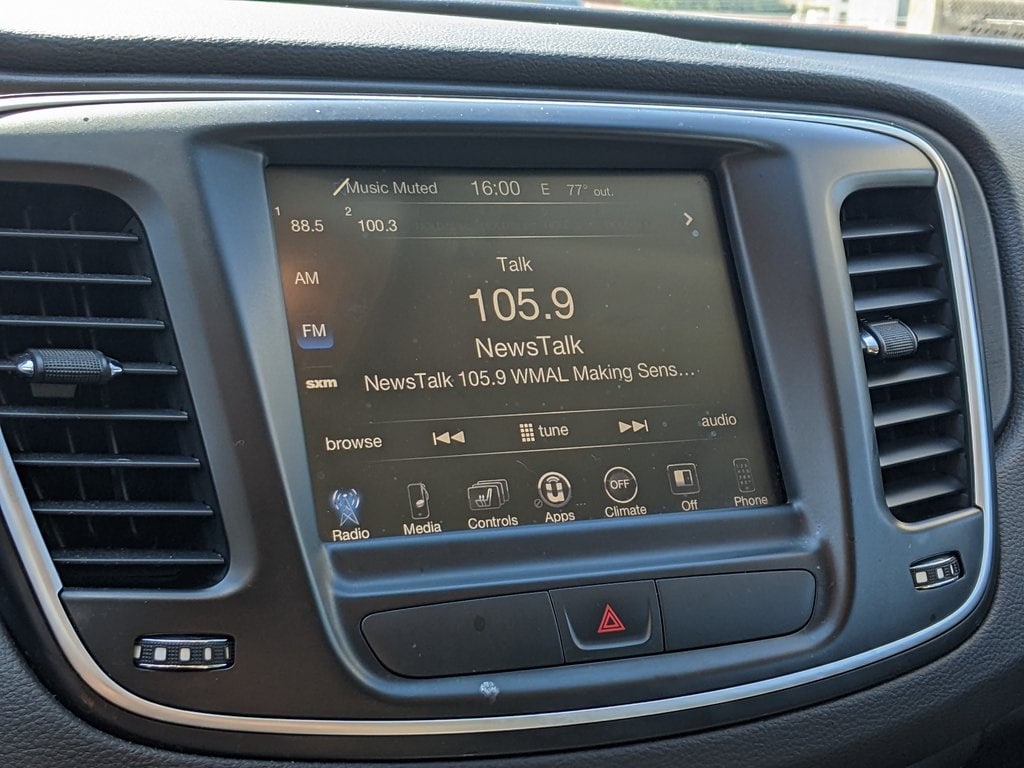 Music Muted 16:00 E 77° out.
1 88.5 2 100.3
AM
FM
sxm
Talk
105.9
NewsTalk
NewsTalk 105.9 WMAL Making Sens...
browse tune audio
Radio Media Controls Apps OFF Climate Off Phone